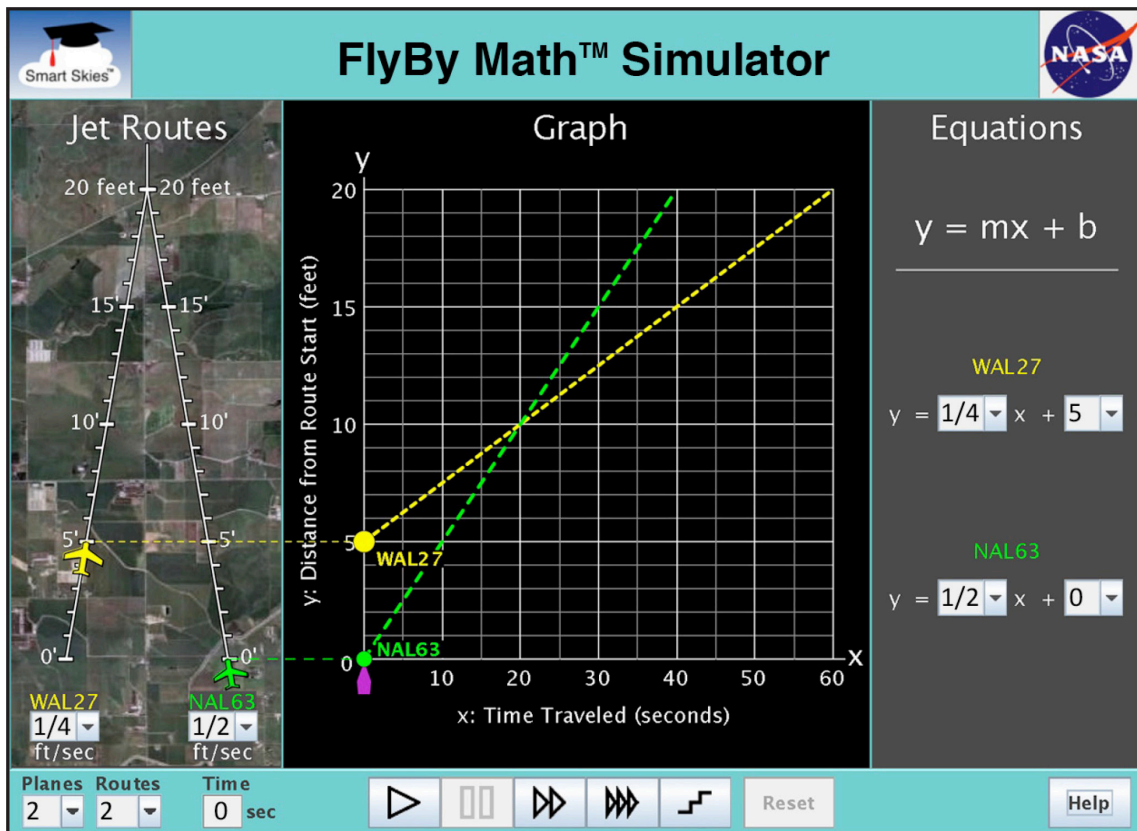 Smart Skies™
FlyBy Math™ Simulator
NASA
Jet Routes
20 feet 20 feet
15' 15'
10' 10'
5' 5'
0' 0'
WAL27 NAL63
1/4 1/2
ft/sec ft/sec
Graph
y
y: Distance from Route Start (feet)
20
15
10
5
0
WAL27
NAL63
x
10 20 30 40 50 60
x: Time Traveled (seconds)
Equations
y = mx + b
WAL27
y = 1/4 x + 5
NAL63
y = 1/2 x + 0
Planes Routes Time
2 2 0 sec
Reset
Help